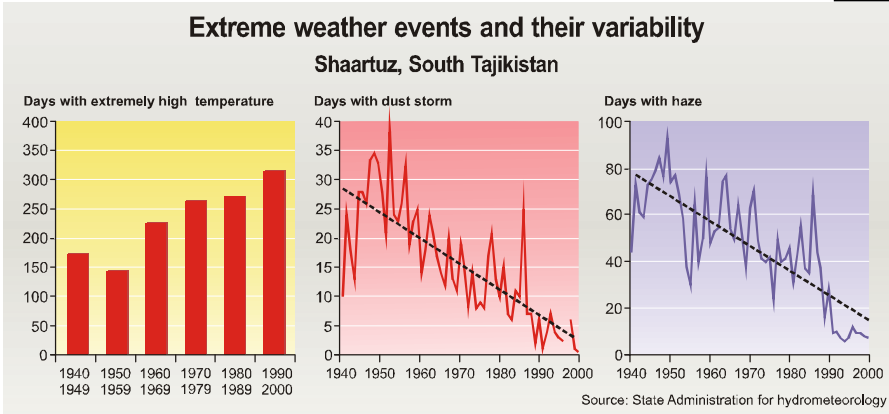 Extreme weather events and their variability
Shaartuz, South Tajikistan
Days with extremely high temperature
400
350
300
250
200
150
100
50
0
1940 1950 1960 1970 1980 1990
1949 1959 1969 1979 1989 2000
Days with dust storm
40
35
30
25
20
15
10
5
0
1940 1950 1960 1970 1980 1990 2000
Days with haze
100
80
60
40
20
0
1940 1950 1960 1970 1980 1990 2000
Source: State Administration for hydrometeorology